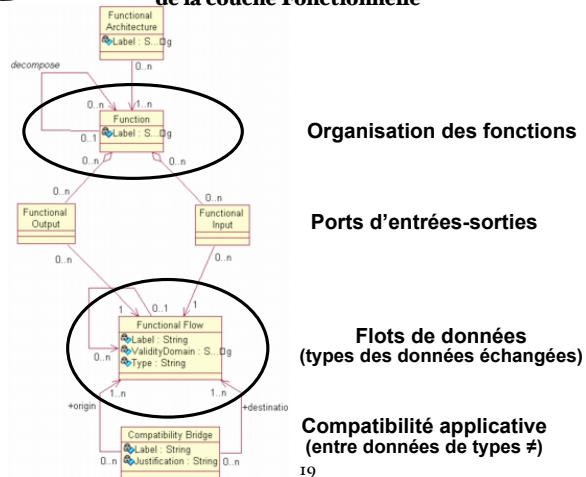 de la couche Fonctionnelle
Functional
Architecture
Label : S...g
0..n
decompose
0..n
1..n
Function
Label : S...g
0..1
0..n
0..n
Organisation des fonctions
0..n
0..n
Functional
Output
Functional
Input
Ports d'entrées-sorties
0..n
0..n
1
0..1
1
Functional Flow
Label : String
ValidityDomain : S...g
Type : String
0..n
Flots de données
(types des données échangées)
1..n
1..n
+origin
+destinatio
Compatibility Bridge
Label : String
Justification : String
0..n
0..n
Compatibilité applicative
(entre données de types ≠)
19